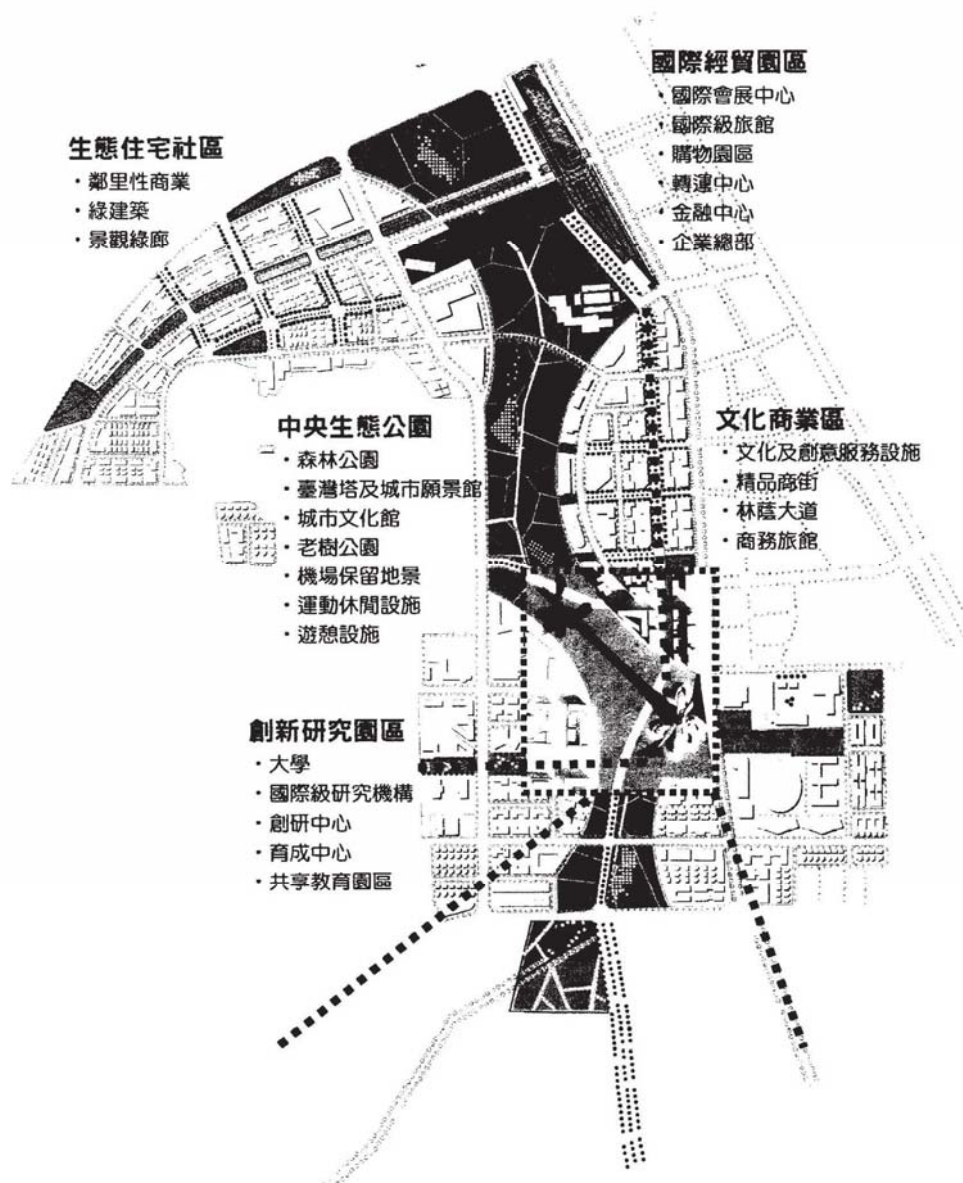 國際經貿園區
・國際會展中心
・國際級旅館
・購物園區
・轉運中心
・金融中心
・企業總部
生態住宅社區
・鄰里性商業
・綠建築
・景觀綠廊
中央生態公園
・森林公園
・臺灣塔及城市願景館
・城市文化館
・老樹公園
・機場保留地景
・運動休閒設施
・遊憩設施
文化商業區
・文化及創意服務設施
・精品商街
・林蔭大道
・商務旅館
創新研究園區
・大學
・國際級研究機構
・創研中心
・育成中心
・共享教育園區